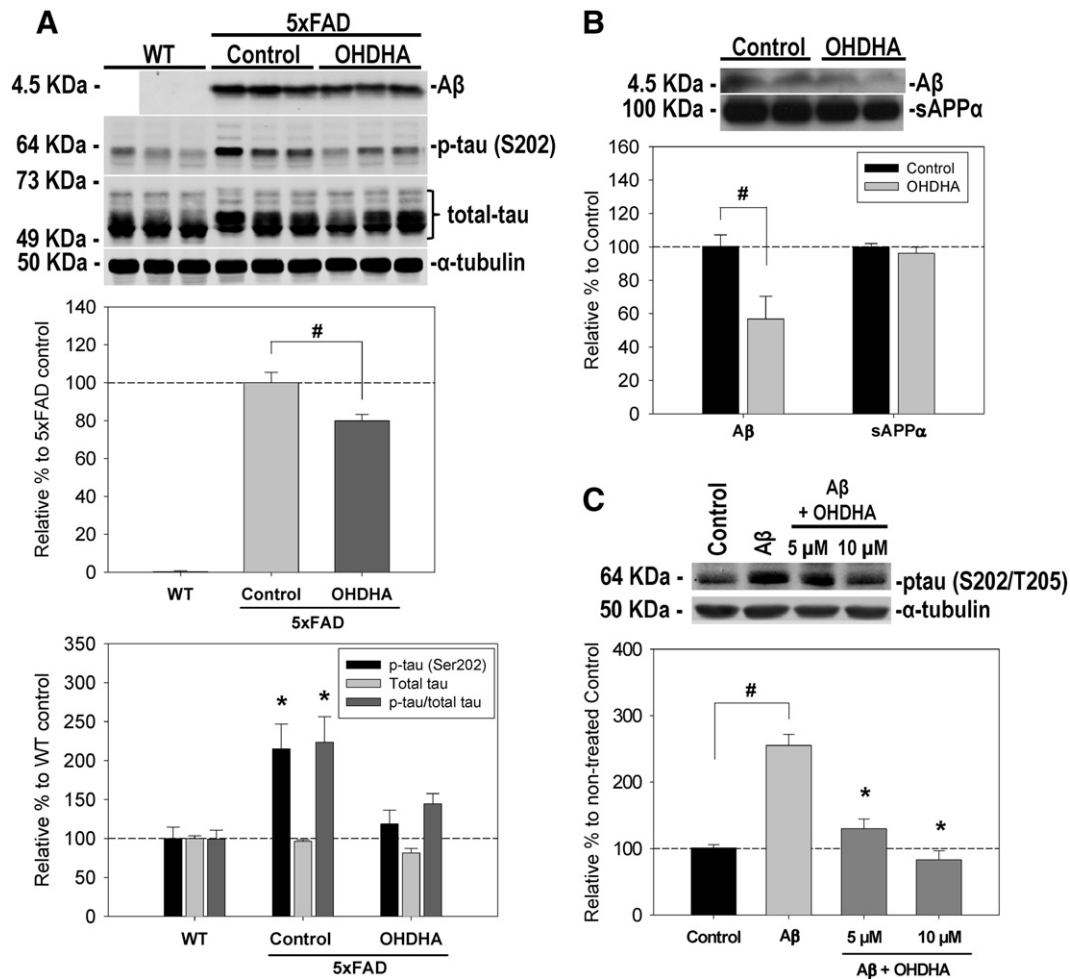 A
5xFAD
WT Control OHDHA
4.5 KDa - -Aβ
64 KDa - -p-tau (S202)
73 KDa -
total-tau
49 KDa -
50 KDa - -α-tubulin
Relative % to 5xFAD control
140
120
100
80
60
40
20
0
#
WT Control OHDHA
5xFAD
Relative % to WT control
350
300
250
200
150
100
50
0
p-tau (Ser202)
Total tau
p-tau/total tau
* *
WT Control OHDHA
5xFAD
B
Control OHDHA
4.5 KDa - -Aβ
100 KDa - -sAPPα
Relative % to Control
160
140
120
100
80
60
40
20
0
Control
OHDHA
#
Aβ sAPPα
C
Control
Aβ
Aβ
+ OHDHA
5 μM 10 μM
64 KDa - -ptau (S202/T205)
50 KDa - -α-tubulin
Relative % to non-treated Control
400
300
200
100
0
#
*
*
Control Aβ 5 μM 10 μM
Aβ + OHDHA